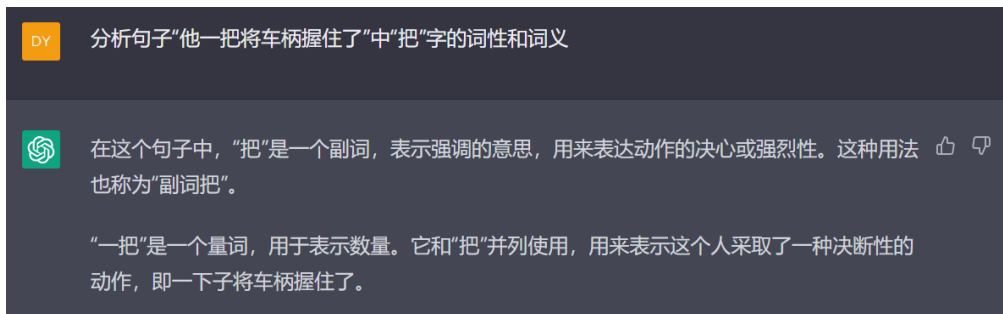 DY
分析句子“他一把将车柄握住了”中“把”字的词性和词义
在这个句子中，“把”是一个副词，表示强调的意思，用来表达动作的决心或强烈性。这种用法
也称为“副词把”。
“一把”是一个量词，用于表示数量。它和“把”并列使用，用来表示这个人采取了一种决断性的
动作，即一下子将车柄握住了。